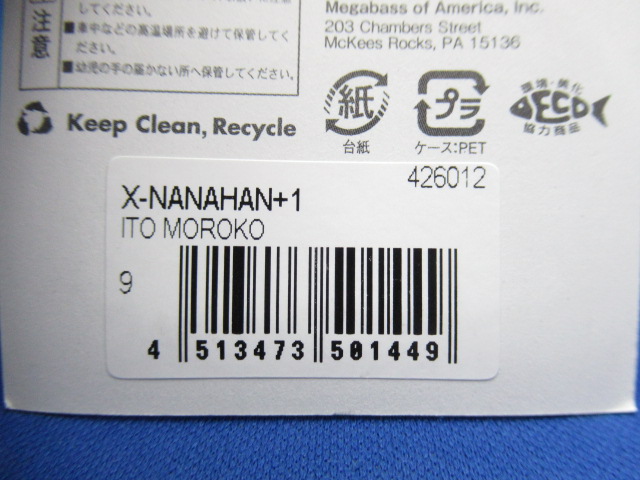 Megabass of America, Inc.
203 Chambers Street
McKees Rocks, PA 15136
注意
■車中などの高温場所を避けて保管してく
ださい。
■幼児の手の届かない所へ保管してください。
Keep Clean, Recycle
紙
台紙
プラ
ケース:PET
環境・美化
ECO
協力商品
426012
X-NANAHAN+1
ITO MOROKO
9
4 513473 501449